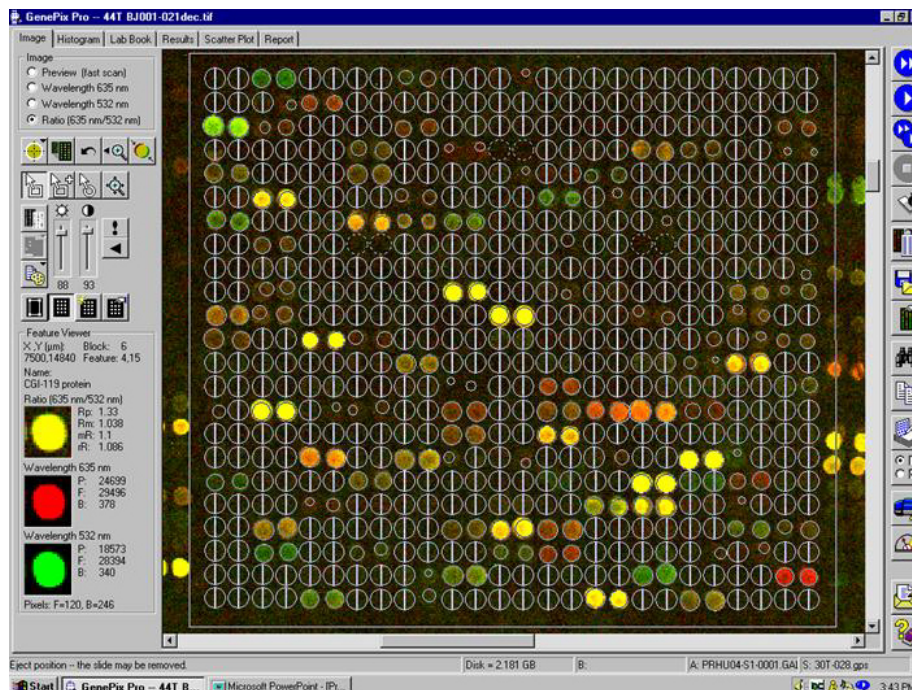 GenePix Pro -- 44T BJ001-021dec.tif
Image Histogram Lab Book Results Scatter Plot Report
Image
Preview (fast scan)
Wavelength 635 nm
Wavelength 532 nm
Ratio (635 nm/532 nm)
88 93
Feature Viewer
X ,Y (µm): Block: 6
7500,14840 Feature: 4,15
Name:
CGI-119 protein
Ratio (635 nm/532 nm)
Rp: 1.33
Rm: 1.038
mR: 1.1
rR: 1.086
Wavelength 635 nm
P: 24699
F: 29496
B: 378
Wavelength 532 nm
P: 18573
F: 28394
B: 340
Pixels: F=120, B=246
Eject position -- the slide may be removed. Disk = 2.181 GB B: A: PRHU04-S1-0001.GAL S: 30T-028.gps
Start GenePix Pro -- 44T B... Microsoft PowerPoint - [Pr... 3:43 PM